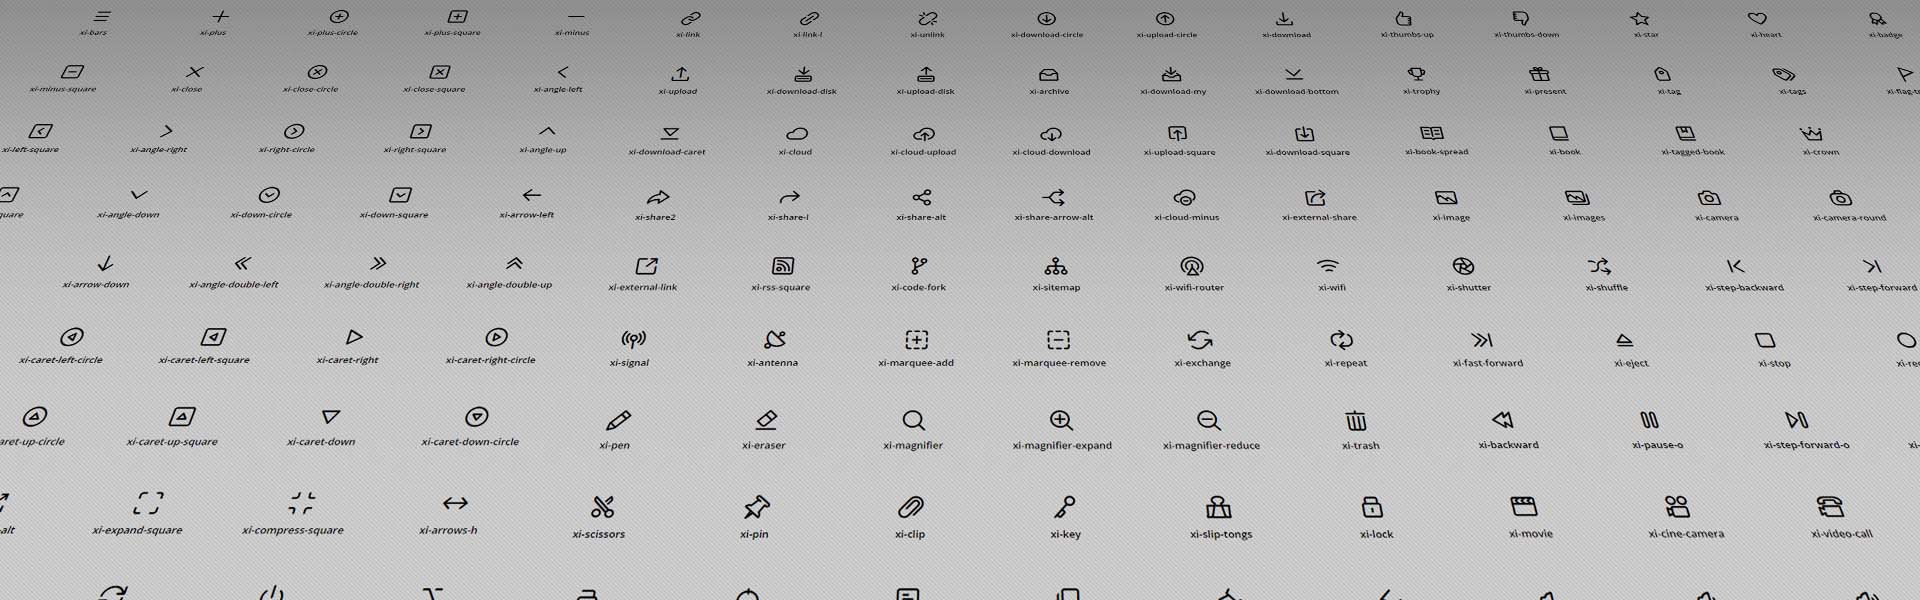 xi-bars xi-plus xi-plus-circle xi-plus-square xi-minus xi-link xi-link-l xi-unlink xi-download-circle xi-upload-circle xi-download xi-thumbs-up xi-thumbs-down xi-star xi-heart xi-badge
xi-minus-square xi-close xi-close-circle xi-close-square xi-angle-left xi-upload xi-download-disk xi-upload-disk xi-archive xi-download-my xi-download-bottom xi-trophy xi-present xi-tag xi-tags
xi-left-square xi-angle-right xi-right-circle xi-right-square xi-angle-up xi-download-caret xi-cloud xi-cloud-upload xi-cloud-download xi-upload-square xi-download-square xi-book-spread xi-book xi-tagged-book xi-crown
quare xi-angle-down xi-down-circle xi-down-square xi-arrow-left xi-share2 xi-share-l xi-share-alt xi-share-arrow-alt xi-cloud-minus xi-external-share xi-image xi-images xi-camera xi-camera-round
xi-arrow-down xi-angle-double-left xi-angle-double-right xi-angle-double-up xi-external-link xi-rss-square xi-code-fork xi-sitemap xi-wifi-router xi-wifi xi-shutter xi-shuffle xi-step-backward xi-step-forward
xi-caret-left-circle xi-caret-left-square xi-caret-right xi-caret-right-circle xi-signal xi-antenna xi-marquee-add xi-marquee-remove xi-exchange xi-repeat xi-fast-forward xi-eject xi-stop xi-re
aret-up-circle xi-caret-up-square xi-caret-down xi-caret-down-circle xi-pen xi-eraser xi-magnifier xi-magnifier-expand xi-magnifier-reduce xi-trash xi-backward xi-pause-o xi-step-forward-o xi-
-alt xi-expand-square xi-compress-square xi-arrows-h xi-scissors xi-pin xi-clip xi-key xi-slip-tongs xi-lock xi-movie xi-cine-camera xi-video-call